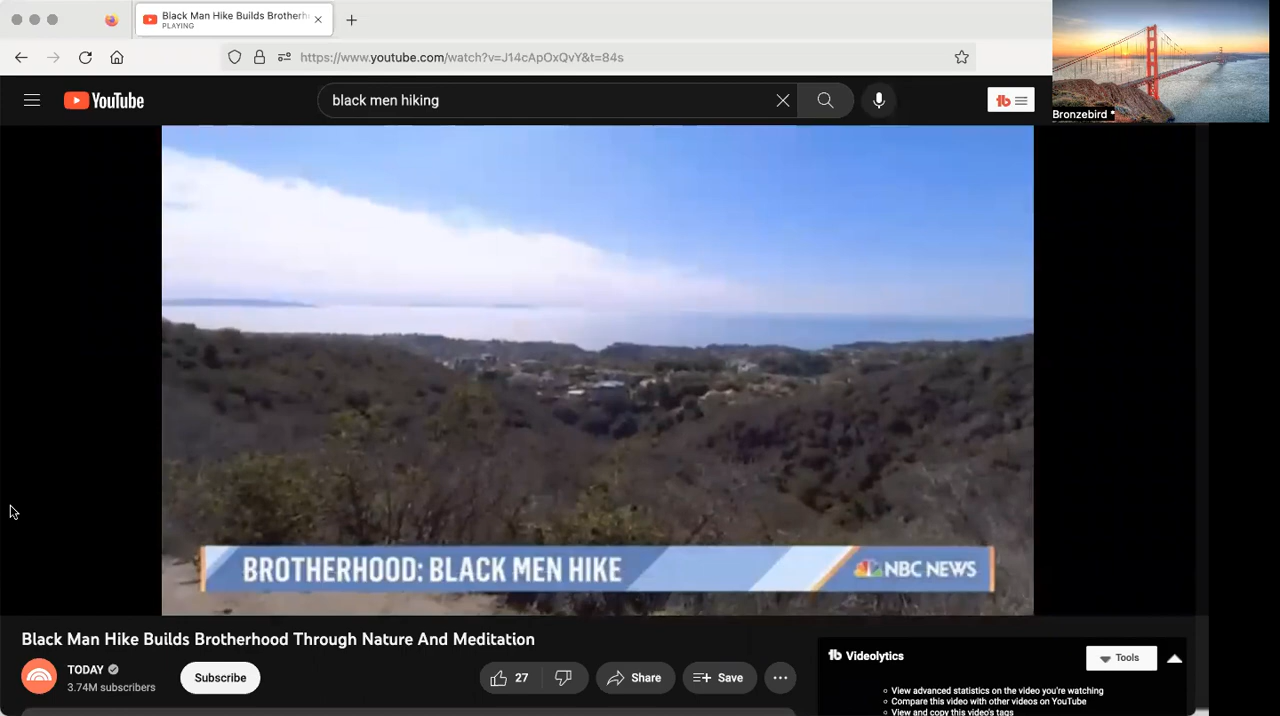 Black Man Hike Builds Brotherh
PLAYING
https://www.youtube.com/watch?v=J14cApOxQvY&t=84s
Bronzebird *
YouTube
black men hiking
tb
BROTHERHOOD: BLACK MEN HIKE
NBC NEWS
Black Man Hike Builds Brotherhood Through Nature And Meditation
TODAY
3.74M subscribers
Subscribe
27
Share
Save
tb Videolytics
Tools
View advanced statistics on the video you're watching
Compare this video with other videos on YouTube
View and copy this video's tags